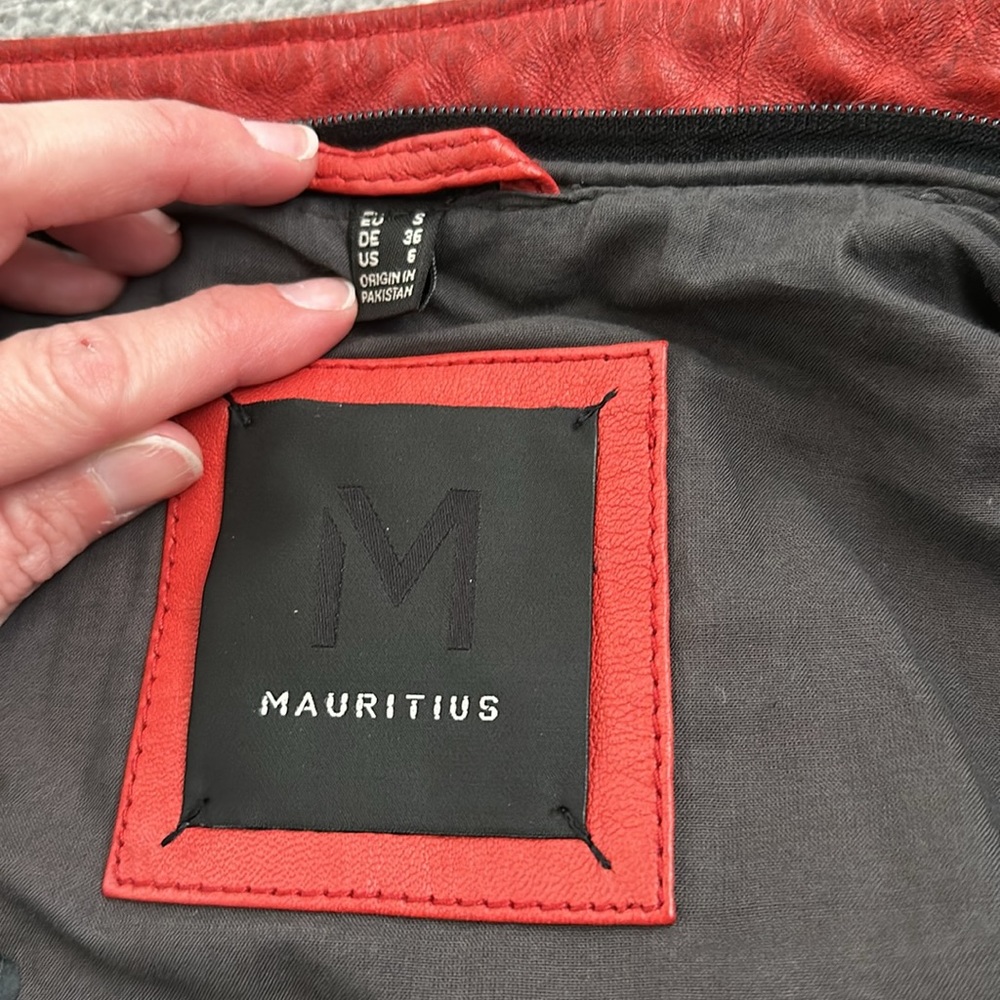 EU S
DE 36
US 6
ORIGIN IN
PAKISTAN
M
MAURITIUS